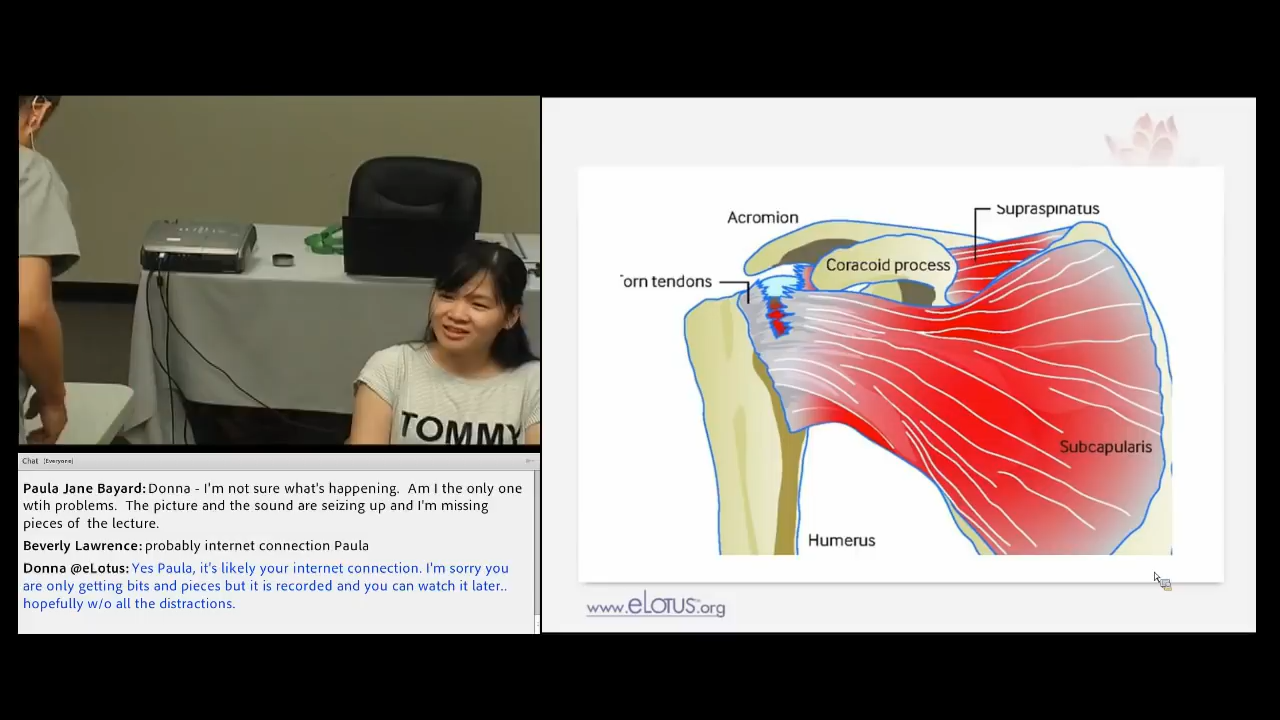 TOMMY
Chat (Everyone)
Paula Jane Bayard: Donna - I'm not sure what's happening. Am I the only one
wtih problems. The picture and the sound are seizing up and I'm missing
pieces of the lecture.
Beverly Lawrence: probably internet connection Paula
Donna @eLotus: Yes Paula, it's likely your internet connection. I'm sorry you
are only getting bits and pieces but it is recorded and you can watch it later..
hopefully w/o all the distractions.
Acromion
Supraspinatus
Coracoid process
orn tendons
Subcapularis
Humerus
www.eLOTUS.org